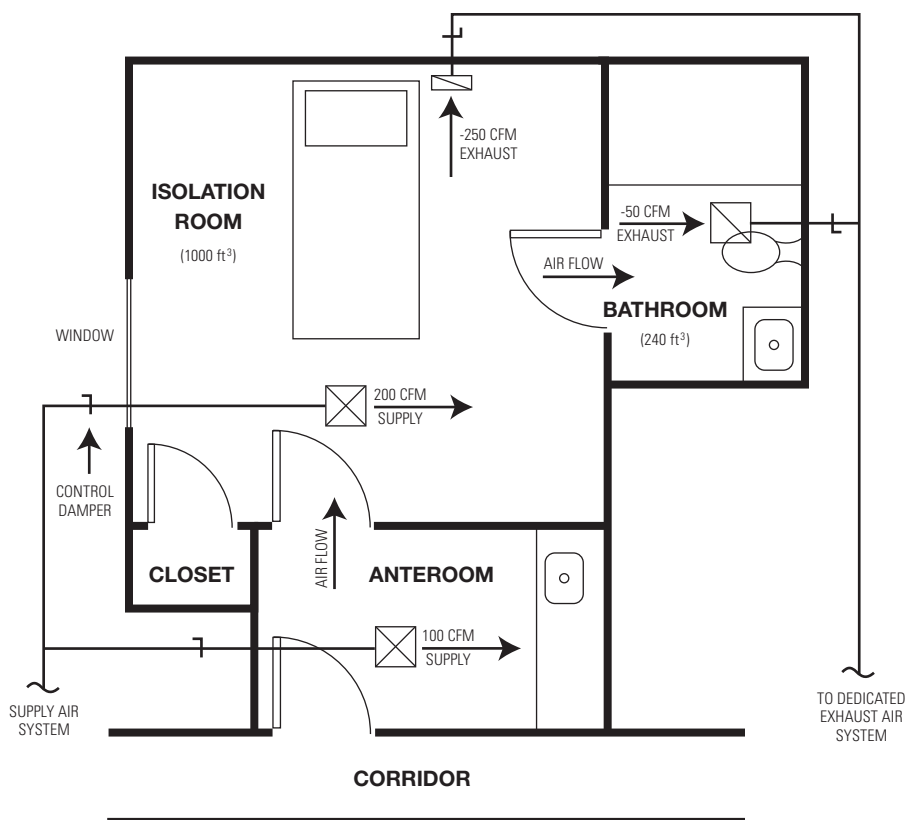 -250 CFM
EXHAUST
ISOLATION
ROOM
(1000 ft³)
-50 CFM
EXHAUST
AIR FLOW
BATHROOM
(240 ft³)
WINDOW
200 CFM
SUPPLY
CONTROL
DAMPER
AIR FLOW
CLOSET
ANTEROOM
100 CFM
SUPPLY
SUPPLY AIR
SYSTEM
TO DEDICATED
EXHAUST AIR
SYSTEM
CORRIDOR